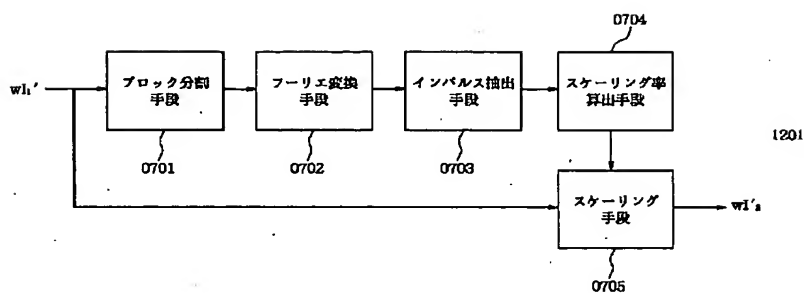 0704
wI₁′
ブロック分割
手段
フーリエ変換
手段
インパルス抽出
手段
スケーリング率
算出手段
0701
0702
0703
1201
スケーリング
手段
wI′₂
0705